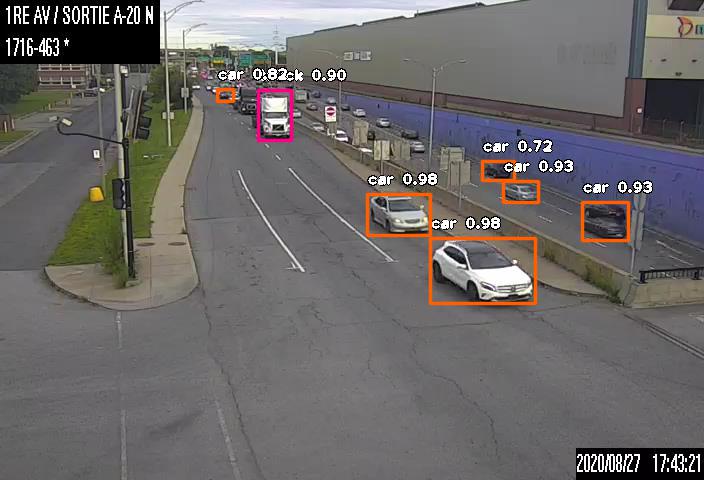 1RE AV / SORTIE A-20 N
1716-463 *
car 0.82
ck 0.90
car 0.72
car 0.93
car 0.98
car 0.93
car 0.98
2020/08/27 17:43:21